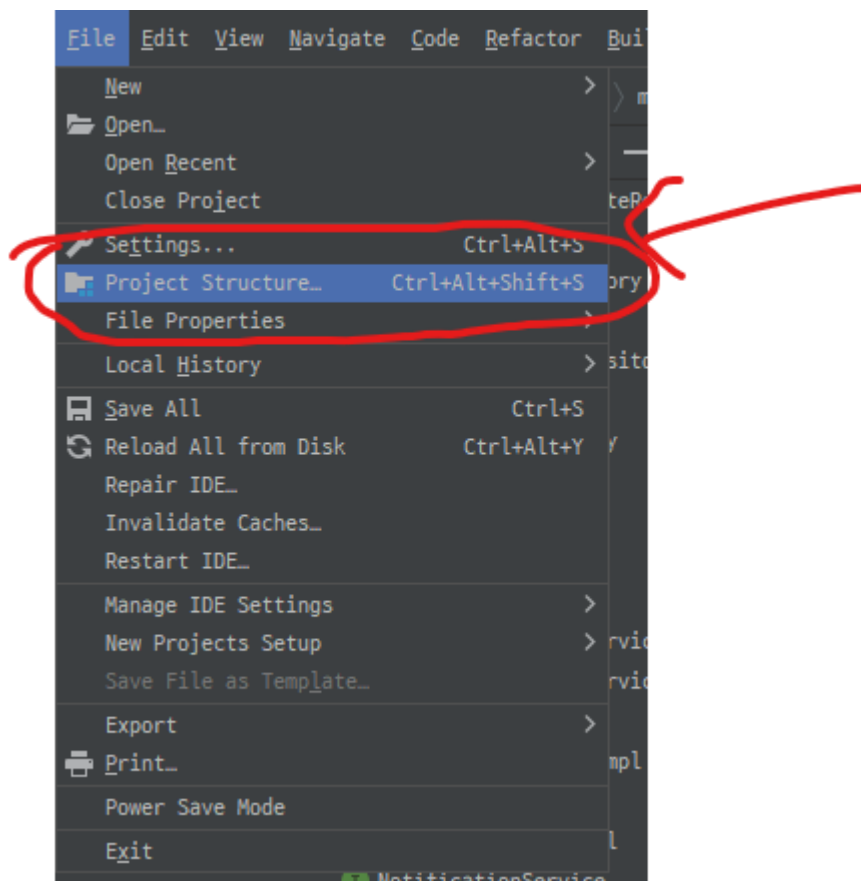 File Edit View Navigate Code Refactor Bui
New
Open…
Open Recent
Close Project
Settings... Ctrl+Alt+S
Project Structure… Ctrl+Alt+Shift+S
File Properties
Local History
Save All Ctrl+S
Reload All from Disk Ctrl+Alt+Y
Repair IDE…
Invalidate Caches…
Restart IDE…
Manage IDE Settings
New Projects Setup
Save File as Template…
Export
Print…
Power Save Mode
Exit
NotificationService